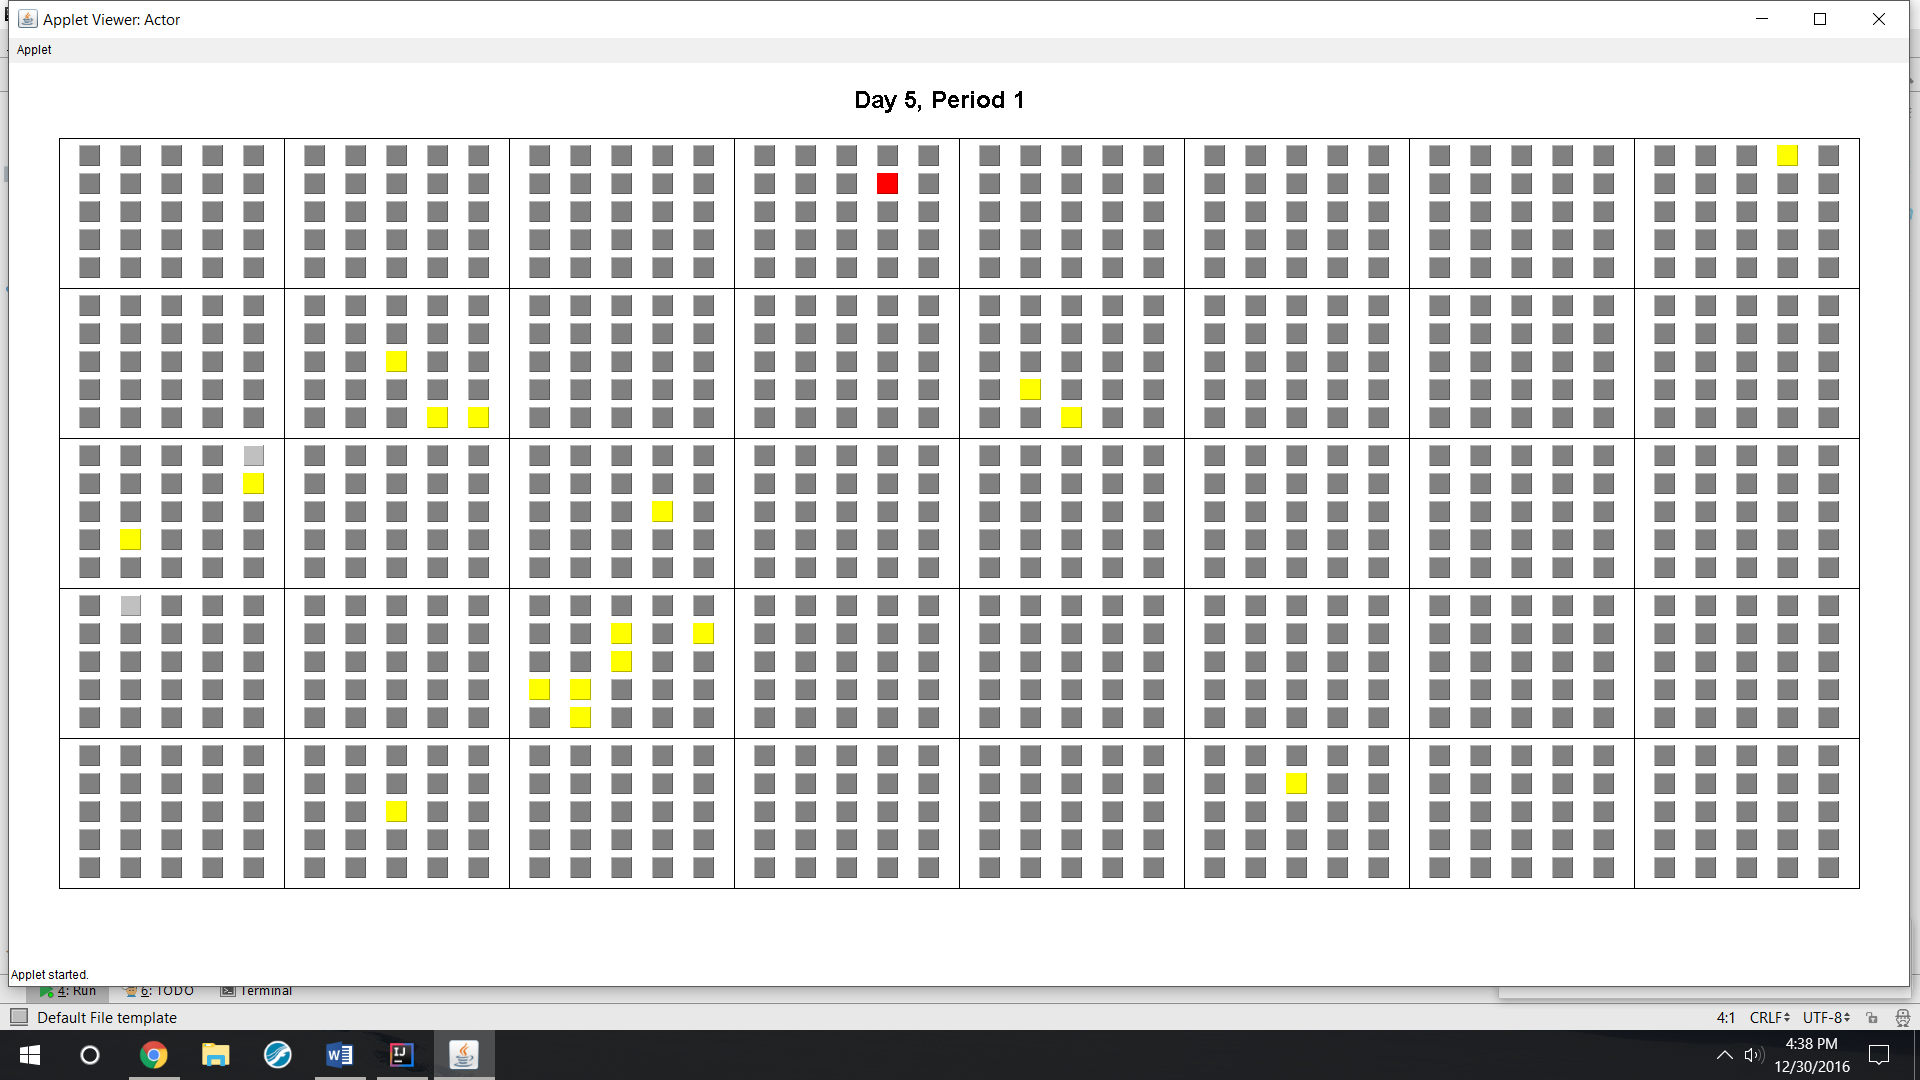 Applet Viewer: Actor
Applet
Day 5, Period 1
Applet started.
4: Run 6: TODO Terminal
Default File template 4:1 CRLF UTF-8
4:38 PM
12/30/2016